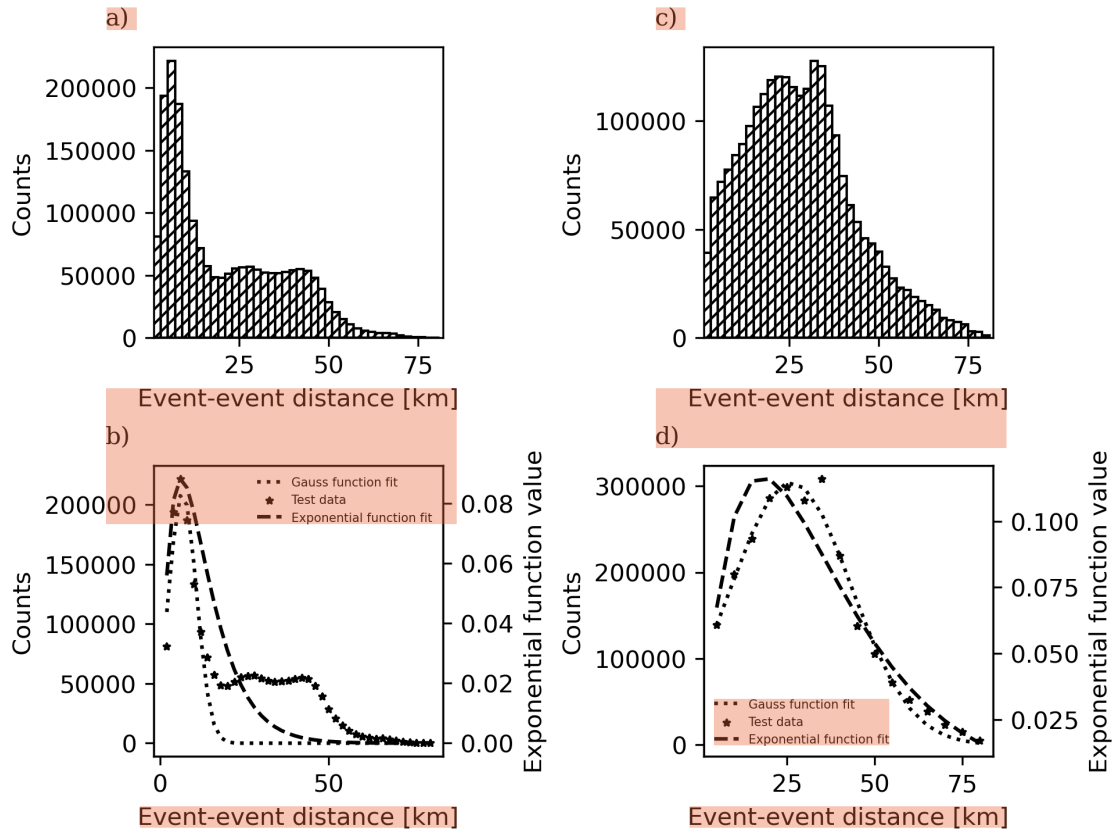 a)
200000
150000
100000
50000
0
Counts
25
50
75
Event-event distance [km]
c)
100000
50000
0
Counts
25
50
75
Event-event distance [km]
b)
Gauss function fit
Test data
Exponential function fit
200000
150000
100000
50000
0
Counts
0.08
0.06
0.04
0.02
0.00
Exponential function value
0
50
Event-event distance [km]
d)
300000
200000
100000
0
Counts
Gauss function fit
Test data
Exponential function fit
0.100
0.075
0.050
0.025
Exponential function value
25
50
75
Event-event distance [km]